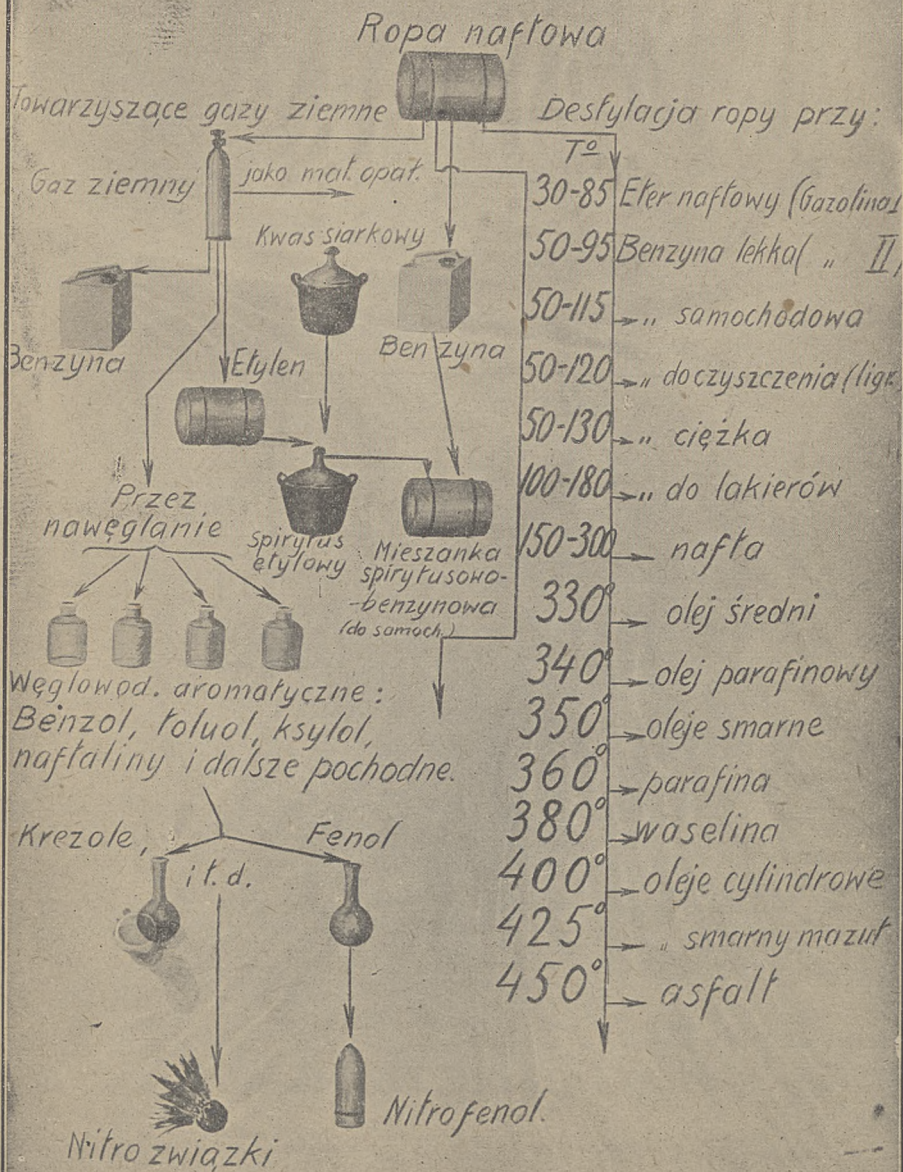 Ropa naftowa
Towarzyszące gazy ziemne
Destylacja ropy przy:
Tº
Gaz ziemny
jako mat. opał.
Kwas siarkowy
Benzyna
Benzyna
Etylen
Przez
nawęglanie
spirytus
etylowy
Mieszanka
spirytusowo-
-benzynowa
(do samoch.)
Węglowod. aromatyczne:
Benzol, toluol, ksylol,
naftaliny i dalsze pochodne.
Krezole,
Fenol
i t. d.
Nitrozwiązki
Nitrofenol.
30-85 Eter naftowy (Gazolina I
50-95 Benzyna lekka ( „ II)
50-115 „ samochodowa
50-120 „ do czyszczenia (ligr.
50-130 „ ciężka
100-180 „ do lakierów
150-300 nafta
330° olej średni
340° olej parafinowy
350° oleje smarne
360° parafina
380° waselina
400° oleje cylindrowe
425° „ smarny mazut
450° asfalt